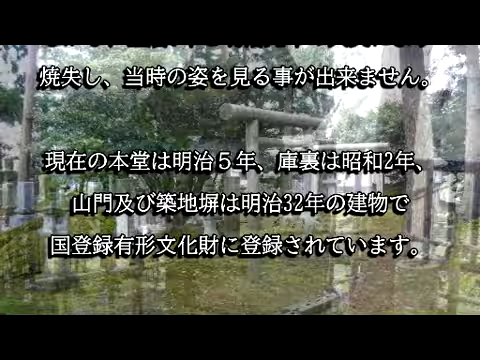 焼失し、当時の姿を見る事が出来ません。
現在の本堂は明治５年、庫裏は昭和2年、
山門及び築地塀は明治32年の建物で
国登録有形文化財に登録されています。